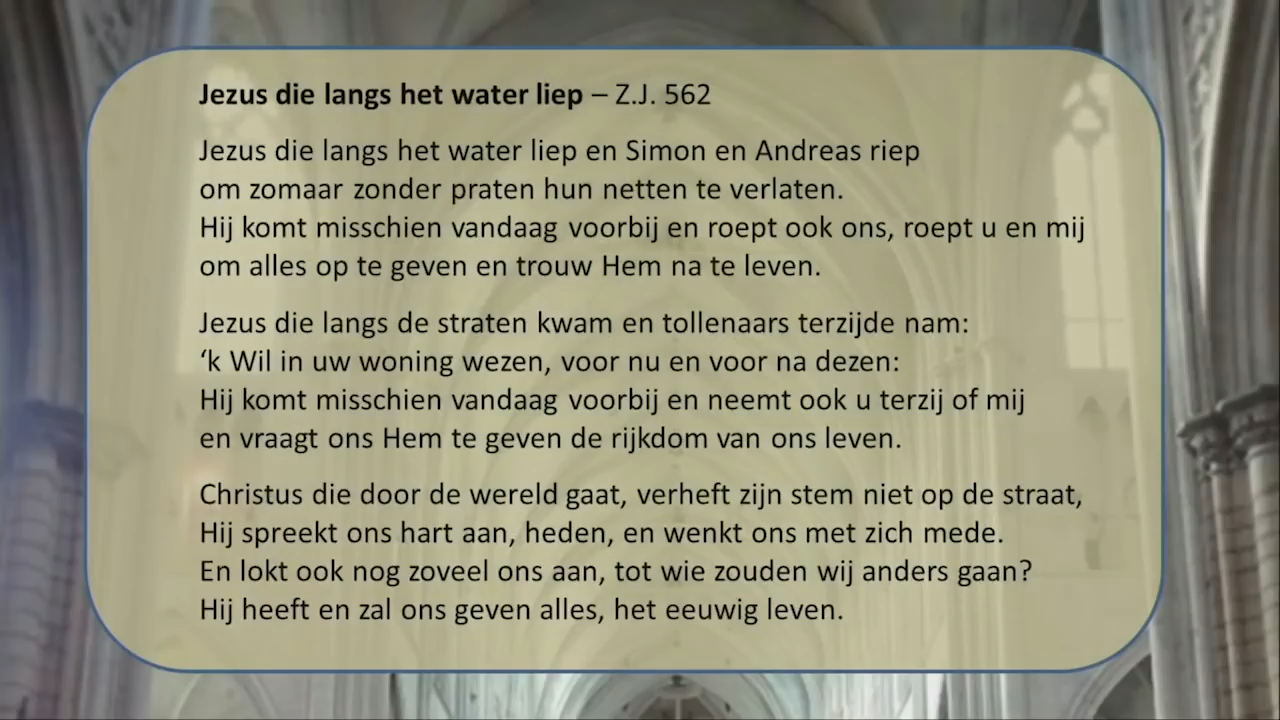 Jezus die langs het water liep – Z.J. 562
Jezus die langs het water liep en Simon en Andreas riep
om zomaar zonder praten hun netten te verlaten.
Hij komt misschien vandaag voorbij en roept ook ons, roept u en mij
om alles op te geven en trouw Hem na te leven.
Jezus die langs de straten kwam en tollenaars terzijde nam:
‘k Wil in uw woning wezen, voor nu en voor na dezen:
Hij komt misschien vandaag voorbij en neemt ook u terzij of mij
en vraagt ons Hem te geven de rijkdom van ons leven.
Christus die door de wereld gaat, verheft zijn stem niet op de straat,
Hij spreekt ons hart aan, heden, en wenkt ons met zich mede.
En lokt ook nog zoveel ons aan, tot wie zouden wij anders gaan?
Hij heeft en zal ons geven alles, het eeuwig leven.